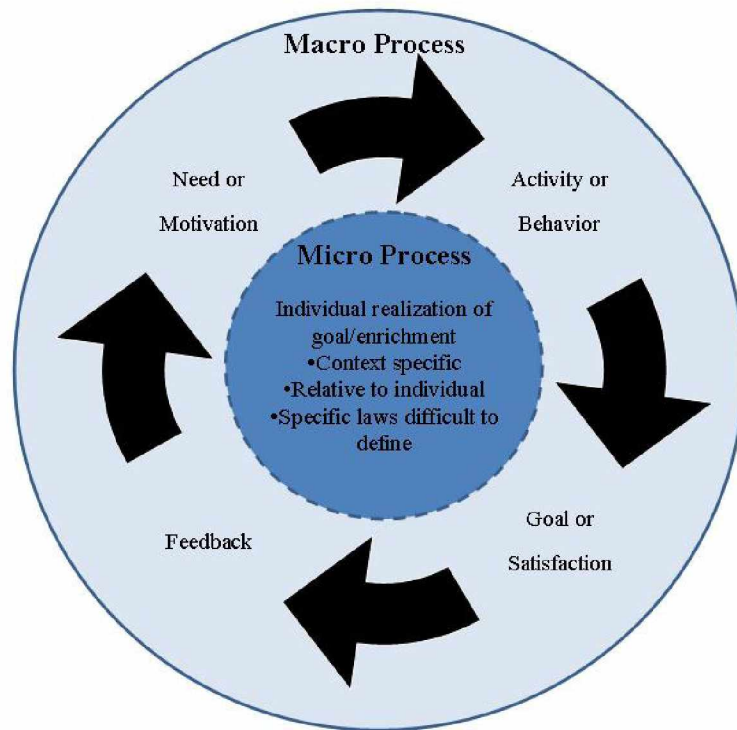 Macro Process
Need or
Motivation
Activity or
Behavior
Micro Process
Individual realization of
goal/enrichment
•Context specific
•Relative to individual
•Specific laws difficult to
define
Feedback
Goal or
Satisfaction